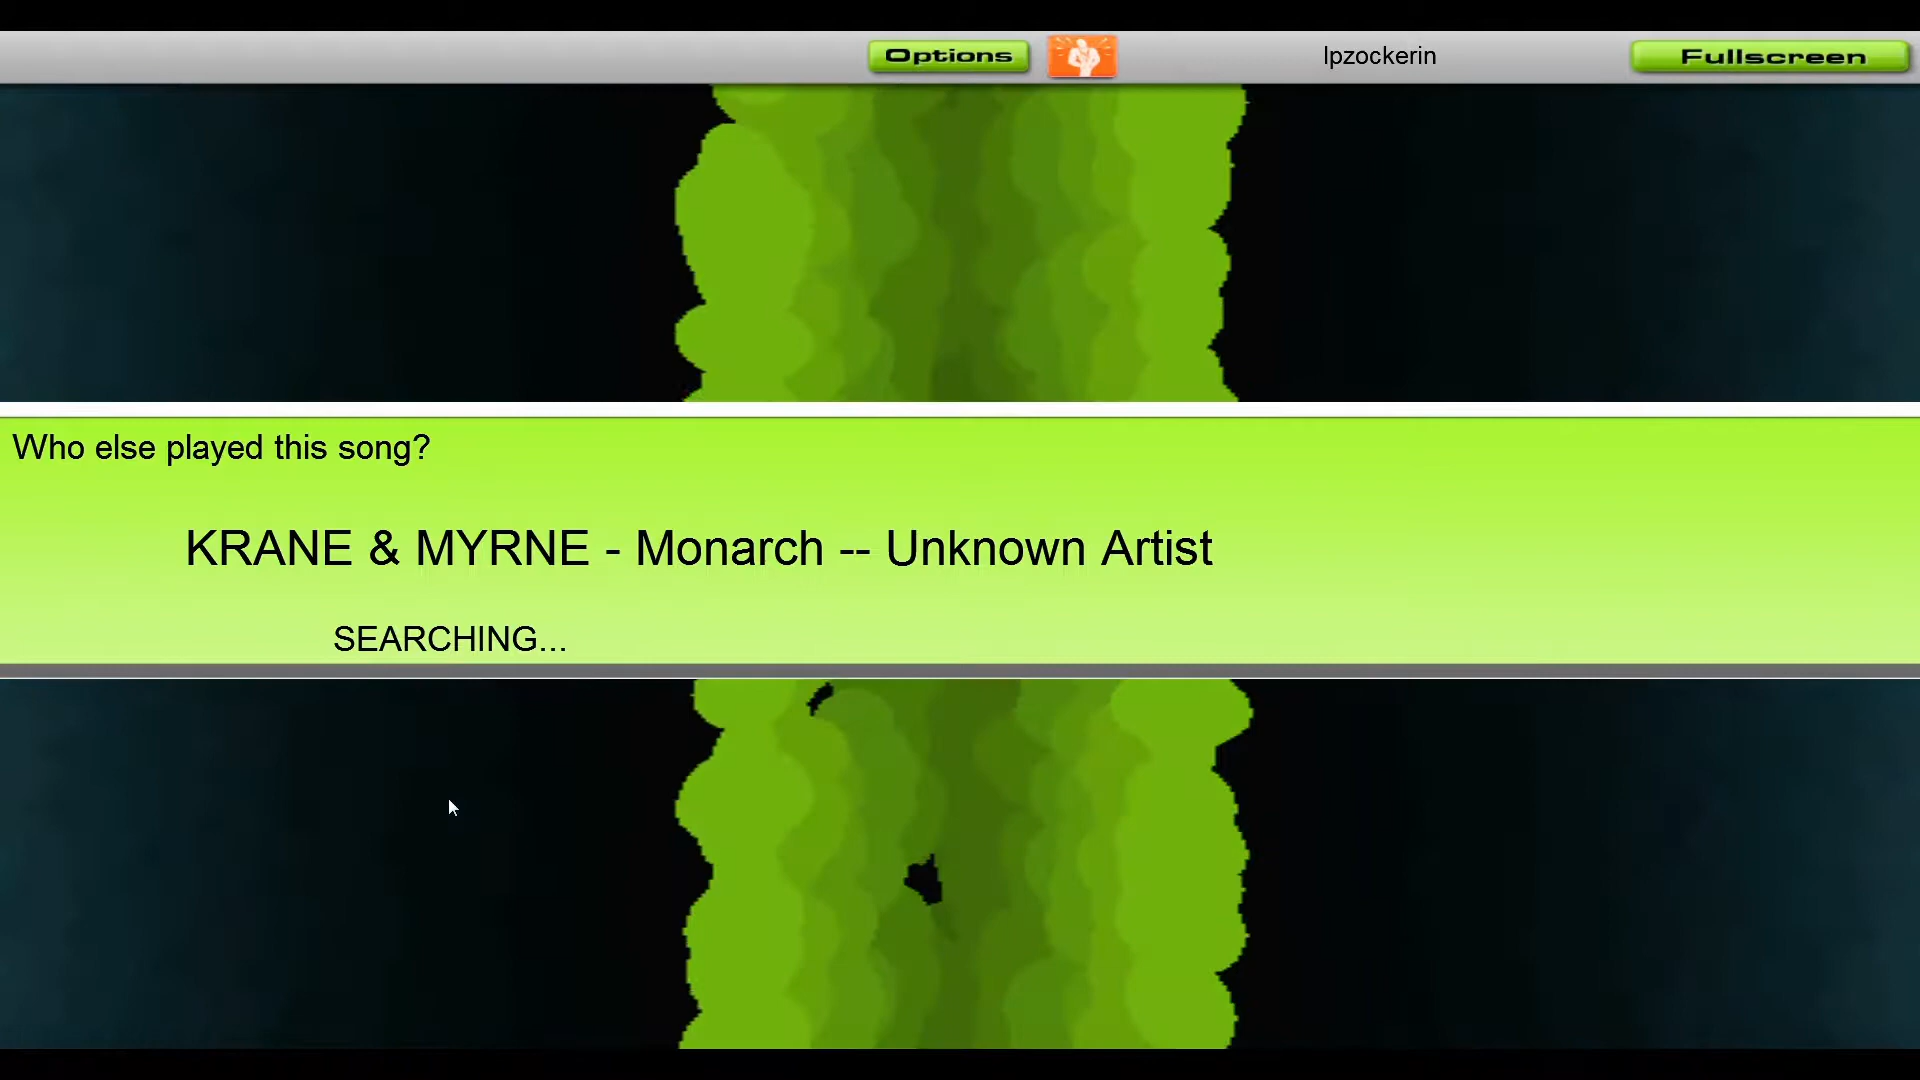 Options
lpzockerin
Fullscreen
Who else played this song?
KRANE & MYRNE - Monarch -- Unknown Artist
SEARCHING...